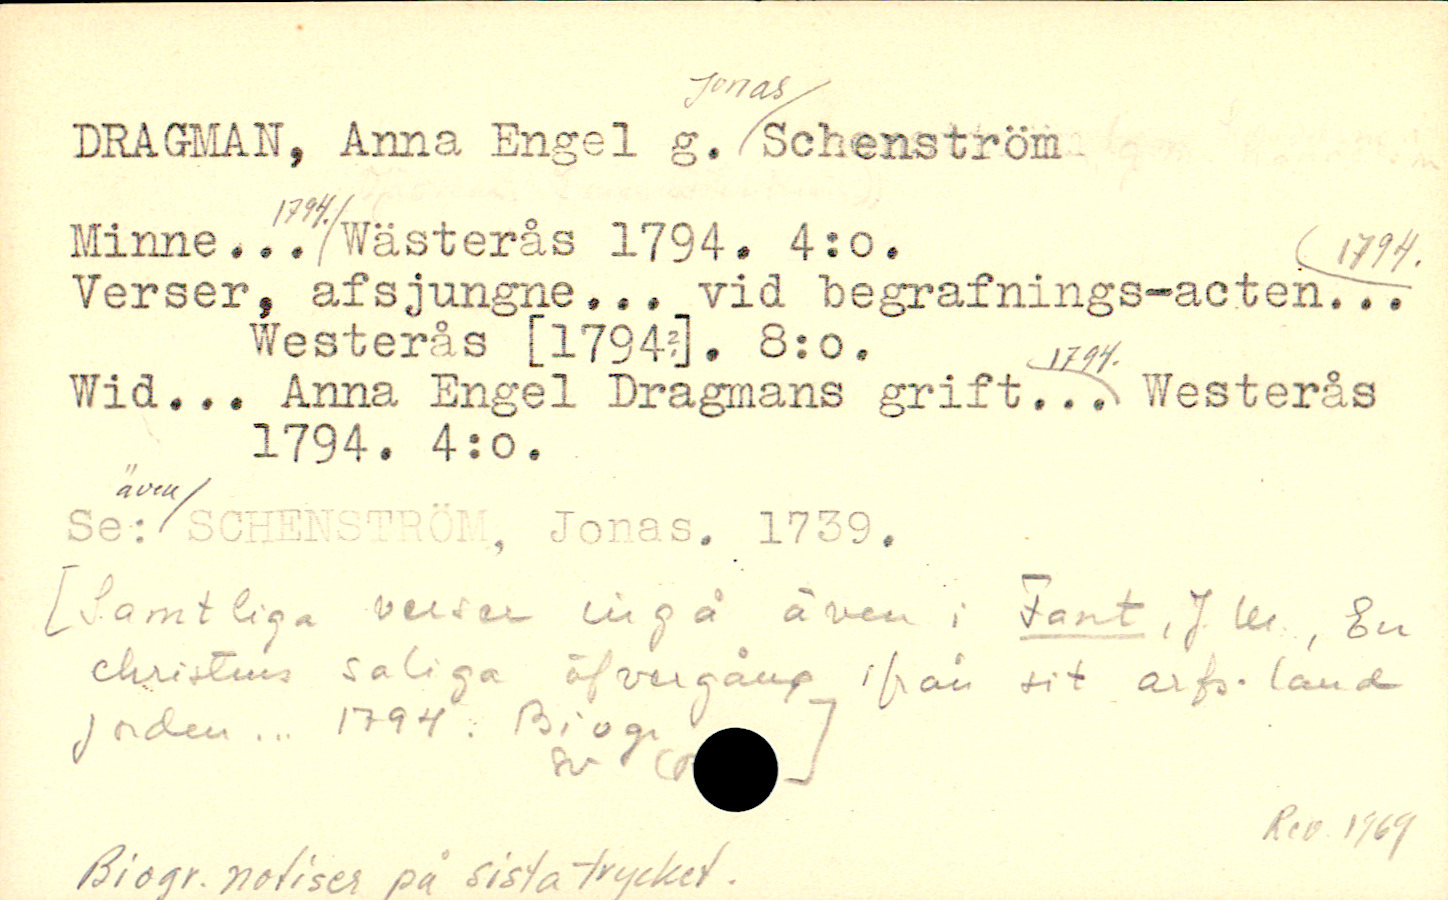 DRAGMAN, Anna Engel g. Jonas/Schenström
Minne... 1794./Wästerås 1794. 4:o.
Verser, afsjungne... vid begrafnings-acten... 1794.
Westerås [1794?]. 8:o.
Wid... Anna Engel Dragmans grift... 1794. Westerås
1794. 4:o.
Se: även/SCHENSTRÖM, Jonas. 1739.
[Samtliga verser ingå även i Fant, J. M., En
christens saliga öfvergång ifrån sit arfs-land
jorden... 1794. Biogr
Sv
]
Rev. 1969
Biogr. notiser på sista trycket.